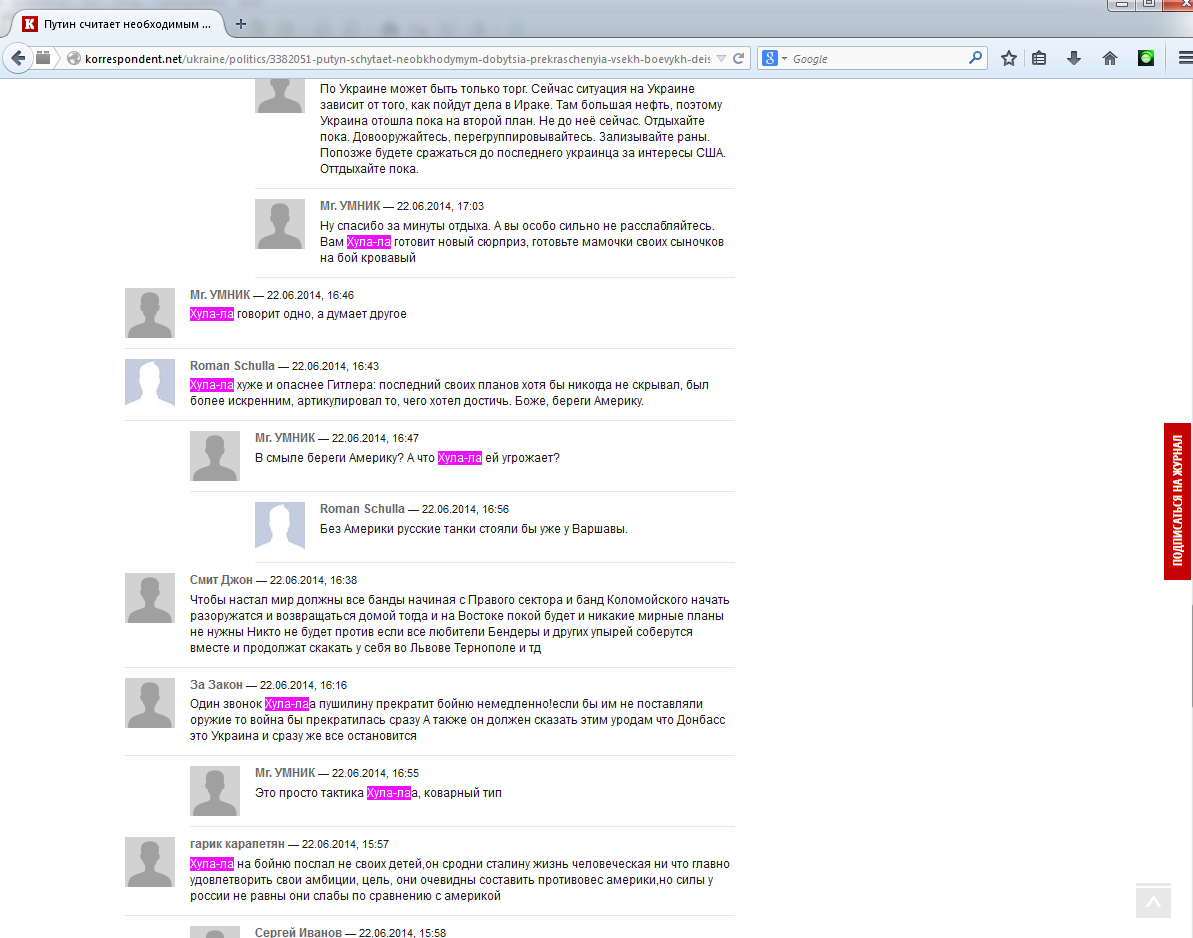 Путин считает необходимым ...
korrespondent.net/ukraine/politics/3382051-putyn-schytaet-neobkhodymym-dobytsia-prekraschenyia-vsekh-boevykh-deis
Google
По Украине может быть только торг. Сейчас ситуация на Украине
зависит от того, как пойдут дела в Ираке. Там большая нефть, поэтому
Украина отошла пока на второй план. Не до неё сейчас. Отдыхайте
пока. Довооружайтесь, перегруппировывайтесь. Зализывайте раны.
Попозже будете сражаться до последнего украинца за интересы США.
Оттдыхайте пока.
Мr. УМНИК — 22.06.2014, 17:03
Ну спасибо за минуты отдыха. А вы особо сильно не расслабляйтесь.
Вам Хула-ла готовит новый сюрприз, готовьте мамочки своих сыночков
на бой кровавый
Мr. УМНИК — 22.06.2014, 16:46
Хула-ла говорит одно, а думает другое
Roman Schulla — 22.06.2014, 16:43
Хула-ла хуже и опаснее Гитлера: последний своих планов хотя бы никогда не скрывал, был
более искренним, артикулировал то, чего хотел достичь. Боже, береги Америку.
Мr. УМНИК — 22.06.2014, 16:47
В смыле береги Америку? А что Хула-ла ей угрожает?
Roman Schulla — 22.06.2014, 16:56
Без Америки русские танки стояли бы уже у Варшавы.
Смит Джон — 22.06.2014, 16:38
Чтобы настал мир должны все банды начиная с Правого сектора и банд Коломойского начать
разоружатся и возвращаться домой тогда и на Востоке покой будет и никакие мирные планы
не нужны Никто не будет против если все любители Бендеры и других упырей соберутся
вместе и продолжат скакать у себя во Львове Тернополе и тд
За Закон — 22.06.2014, 16:16
Один звонок Хула-лаа пушилину прекратит бойню немедленно!если бы им не поставляли
оружие то война бы прекратилась сразу А также он должен сказать этим уродам что Донбасс
это Украина и сразу же все остановится
Мr. УМНИК — 22.06.2014, 16:55
Это просто тактика Хула-лаа, коварный тип
гарик карапетян — 22.06.2014, 15:57
Хула-ла на бойню послал не своих детей,он сродни сталину жизнь человеческая ни что главно
удовлетворить свои амбиции, цель, они очевидны составить противовес америки,но силы у
россии не равны они слабы по сравнению с америкой
Сергей Иванов — 22.06.2014, 15:58
ПОДПИСАТЬСЯ НА ЖУРНАЛ